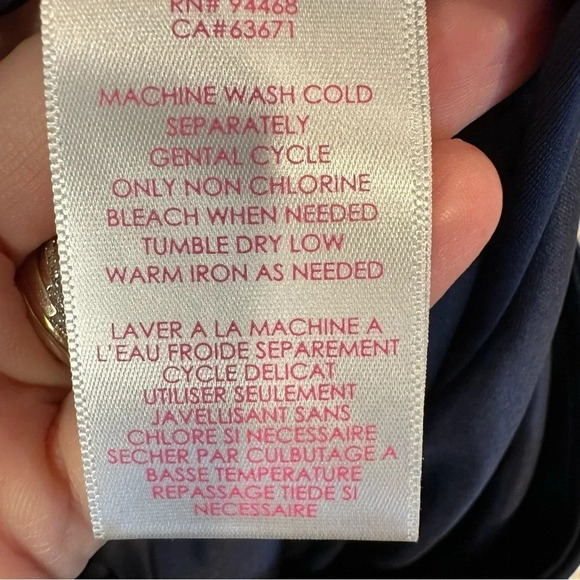 RN# 94468
CA#63671
MACHINE WASH COLD
SEPARATELY
GENTAL CYCLE
ONLY NON CHLORINE
BLEACH WHEN NEEDED
TUMBLE DRY LOW
WARM IRON AS NEEDED
LAVER A LA MACHINE A
L'EAU FROIDE SEPAREMENT
CYCLE DELICAT
UTILISER SEULEMENT
JAVELLISANT SANS
CHLORE SI NECESSAIRE
SECHER PAR CULBUTAGE A
BASSE TEMPERATURE
REPASSAGE TIEDE SI
NECESSAIRE